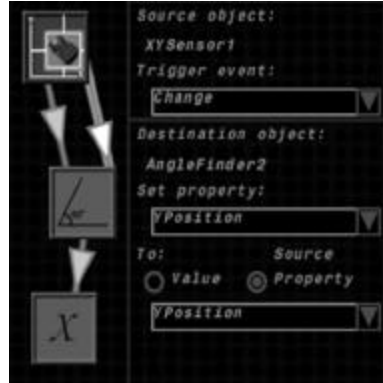 Source object:
XYSensor1
Trigger event:
Change
Destination object:
AngleFinder2
Set property:
YPosition
To: Source
Value Property
YPosition
X